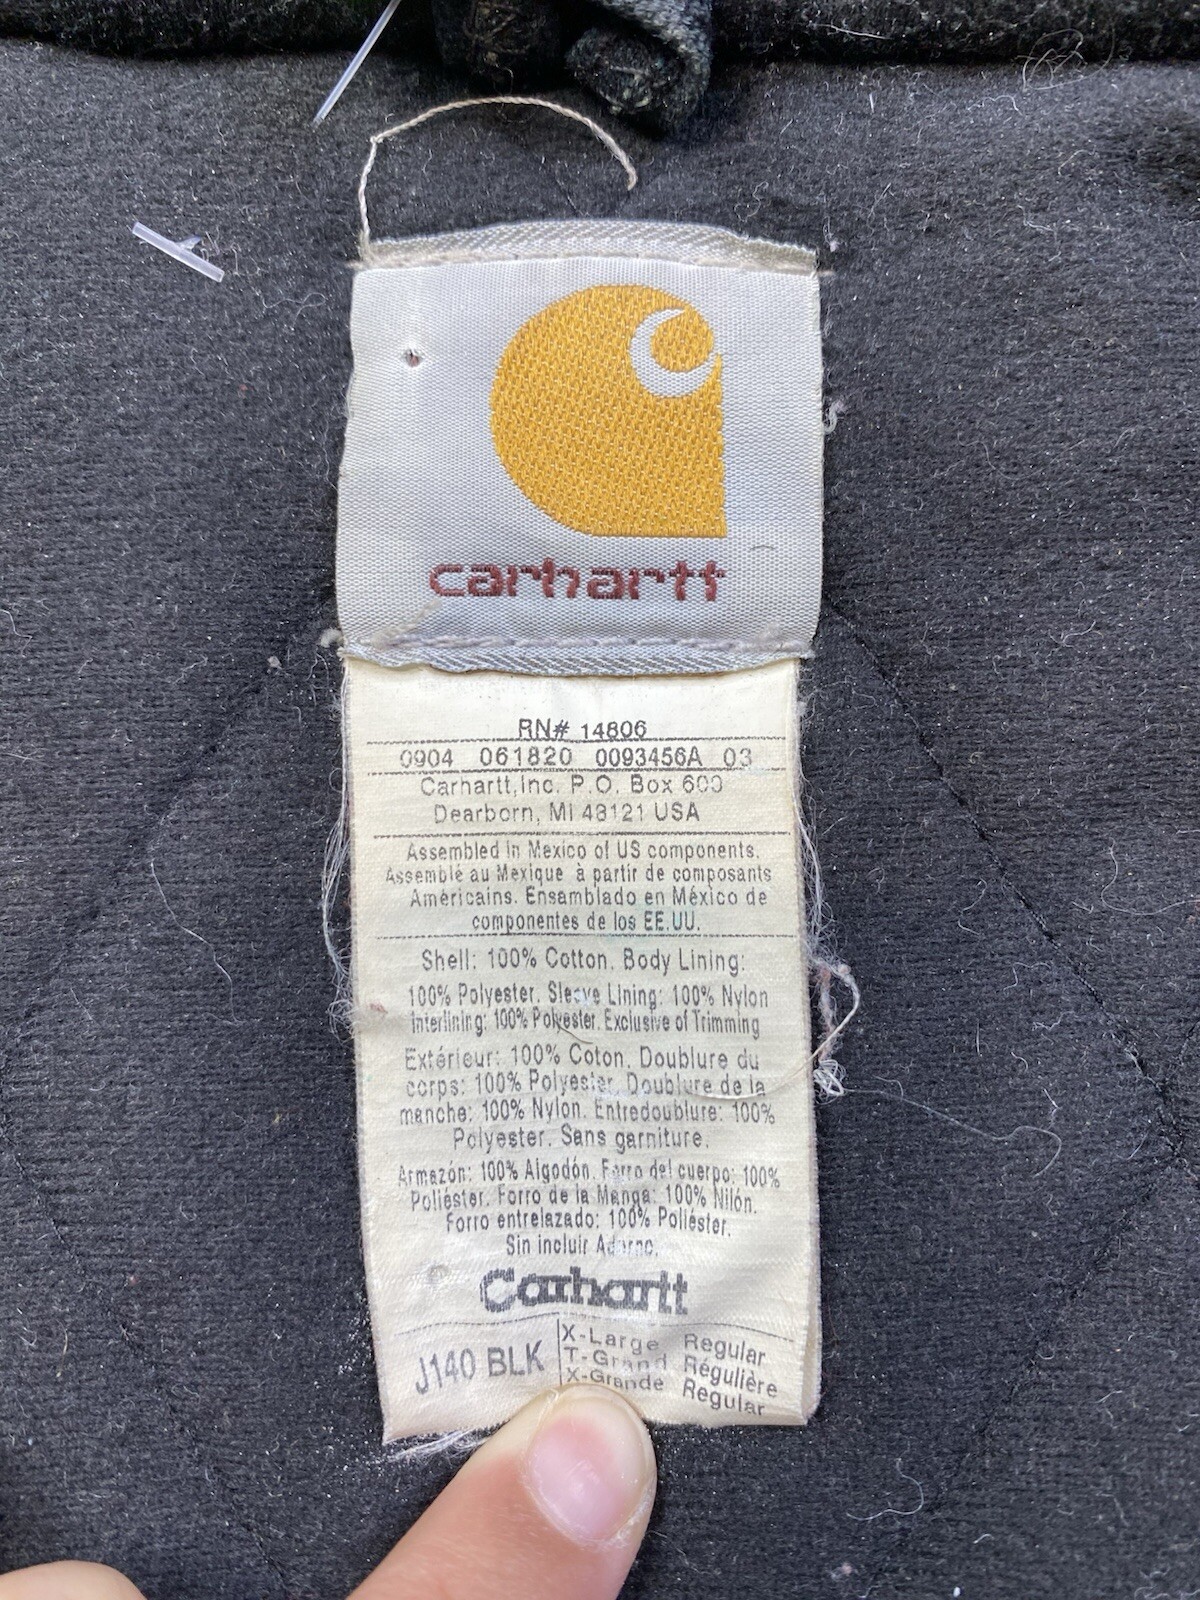 carhartt
RN# 14806
0904 061820 0093456A 03
Carhartt,Inc. P.O. Box 600
Dearborn, MI 48121 USA
Assembled in Mexico of US components.
Assemblé au Mexique à partir de composants
Américains. Ensamblado en México de
componentes de los EE.UU.
Shell: 100% Cotton. Body Lining:
100% Polyester. Sleeve Lining: 100% Nylon
Interlining: 100% Polyester. Exclusive of Trimming
Extérieur: 100% Coton. Doublure du
corps: 100% Polyester. Doublure de la
manche: 100% Nylon. Entredoublure: 100%
Polyester. Sans garniture.
Armazón: 100% Algodón. Forro del cuerpo: 100%
Poliéster. Forro de la Manga: 100% Nilón.
Forro entrelazado: 100% Poliéster.
Sin incluir Adorno.
Carhartt
J140 BLK
X-Large Regular
T-Grand Régulière
X-Grande Regular